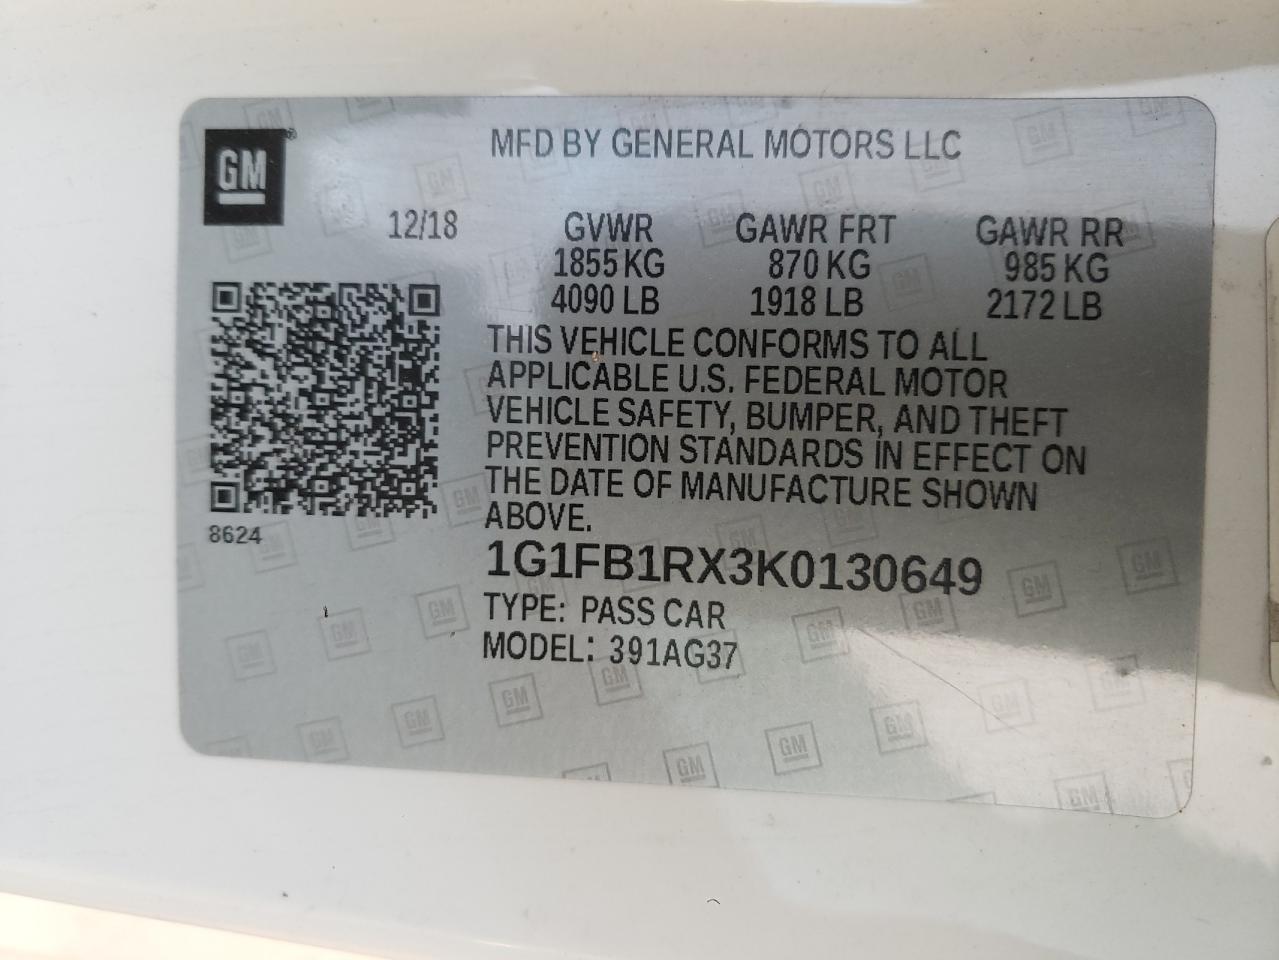 GM
MFD BY GENERAL MOTORS LLC
12/18 GVWR GAWR FRT GAWR RR
1855 KG 870 KG 985 KG
4090 LB 1918 LB 2172 LB
THIS VEHICLE CONFORMS TO ALL
APPLICABLE U.S. FEDERAL MOTOR
VEHICLE SAFETY, BUMPER, AND THEFT
PREVENTION STANDARDS IN EFFECT ON
THE DATE OF MANUFACTURE SHOWN
ABOVE.
8624
1G1FB1RX3K0130649
TYPE: PASS CAR
MODEL: 391AG37